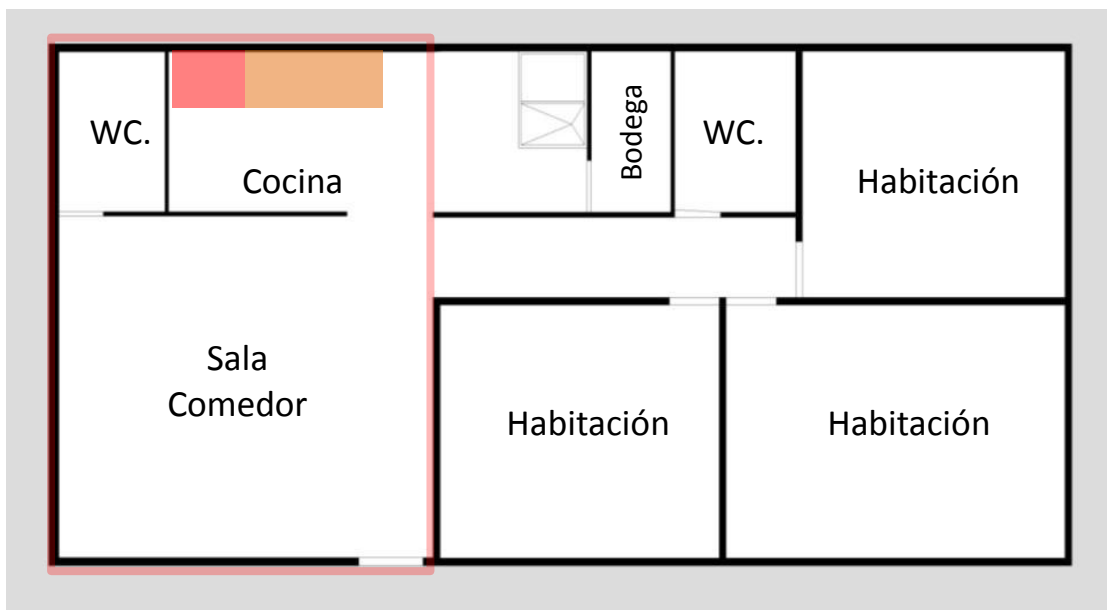 WC.
Cocina
Bodega
WC.
Habitación
Sala
Comedor
Habitación
Habitación